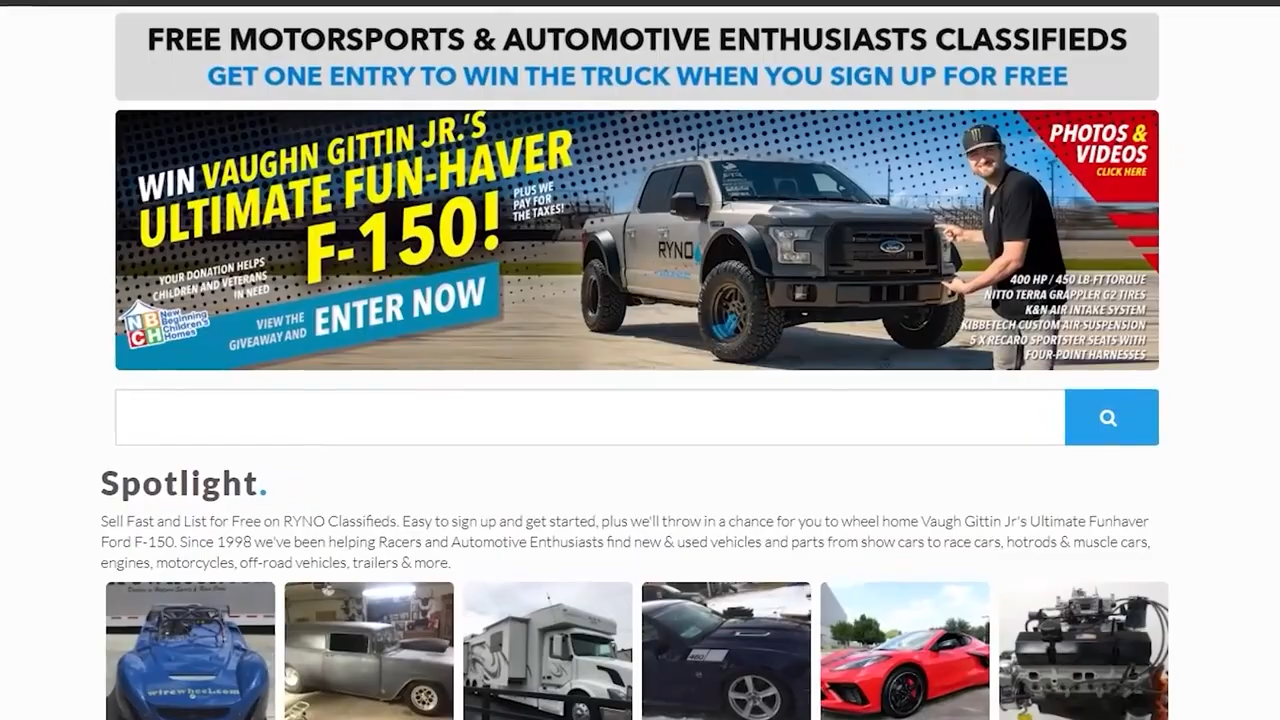 FREE MOTORSPORTS & AUTOMOTIVE ENTHUSIASTS CLASSIFIEDS
GET ONE ENTRY TO WIN THE TRUCK WHEN YOU SIGN UP FOR FREE
WIN VAUGHN GITTIN JR.'S
ULTIMATE FUN-HAVER
F-150!
PLUS WE
PAY FOR
THE TAXES!
YOUR DONATION HELPS
CHILDREN AND VETERANS
IN NEED
NBCH
New
Beginning
Children's
Homes
VIEW THE
GIVEAWAY AND
ENTER NOW
RYNO
Ford
PHOTOS &
VIDEOS
CLICK HERE
400 HP / 450 LB-FT TORQUE
NITTO TERRA GRAPPLER G2 TIRES
K&N AIR INTAKE SYSTEM
KIBBETECH CUSTOM AIR-SUSPENSION
5 X RECARO SPORTSTER SEATS WITH
FOUR-POINT HARNESSES
Spotlight.
Sell Fast and List for Free on RYNO Classifieds. Easy to sign up and get started, plus we'll throw in a chance for you to wheel home Vaugh Gittin Jr's Ultimate Funhaver
Ford F-150. Since 1998 we've been helping Racers and Automotive Enthusiasts find new & used vehicles and parts from show cars to race cars, hotrods & muscle cars,
engines, motorcycles, off-road vehicles, trailers & more.
wirewheel.com